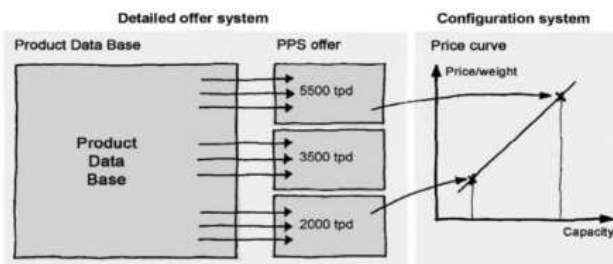 Detailed offer system
Configuration system
Product Data Base
PPS offer
Price curve
Price/weight
5500 tpd
Product
Data
Base
3500 tpd
2000 tpd
Capacity